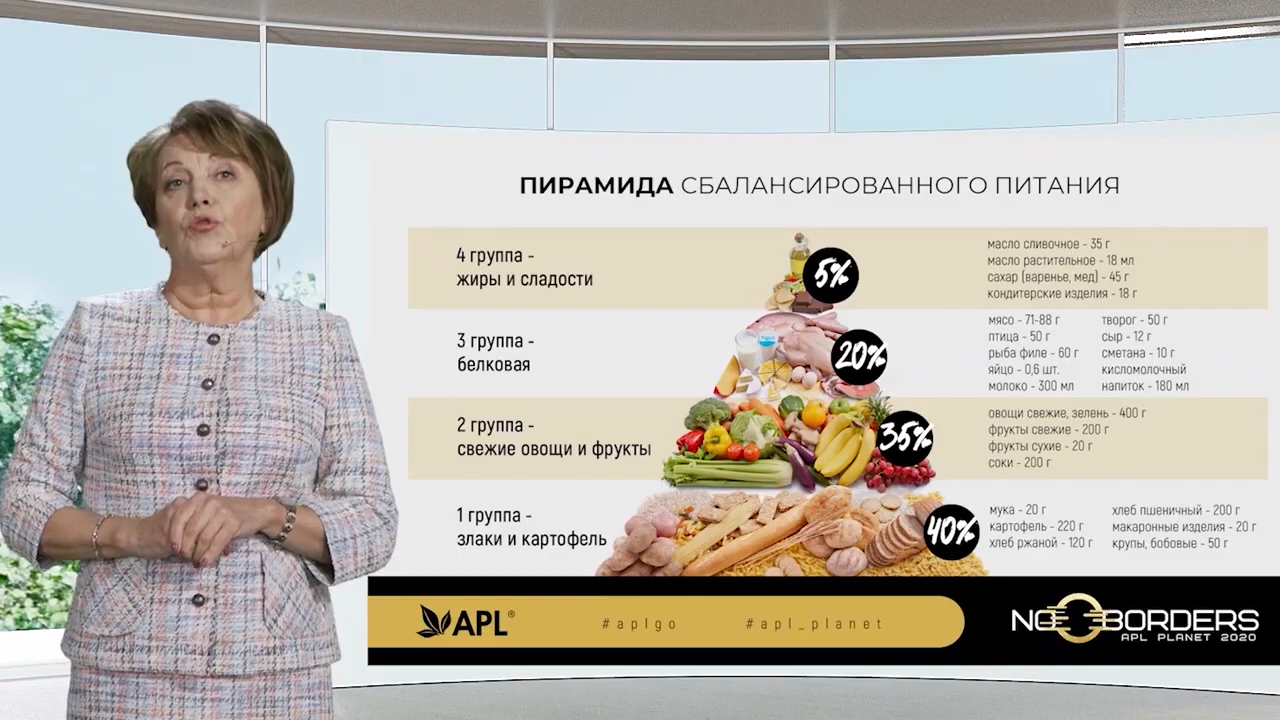 ПИРАМИДА СБАЛАНСИРОВАННОГО ПИТАНИЯ
4 группа -
жиры и сладости
5%
масло сливочное - 35 г
масло растительное - 18 мл
сахар (варенье, мед) - 45 г
кондитерские изделия - 18 г
3 группа -
белковая
20%
мясо - 71-88 г
птица - 50 г
рыба филе - 60 г
яйцо - 0,6 шт.
молоко - 300 мл
творог - 50 г
сыр - 12 г
сметана - 10 г
кисломолочный
напиток - 180 мл
2 группа -
свежие овощи и фрукты
35%
овощи свежие, зелень - 400 г
фрукты свежие - 200 г
фрукты сухие - 20 г
соки - 200 г
1 группа -
злаки и картофель
40%
мука - 20 г
картофель - 220 г
хлеб ржаной - 120 г
хлеб пшеничный - 200 г
макаронные изделия - 20 г
крупы, бобовые - 50 г
APL®
#aplgo
#apl_planet
NO BORDERS
APL PLANET 2020